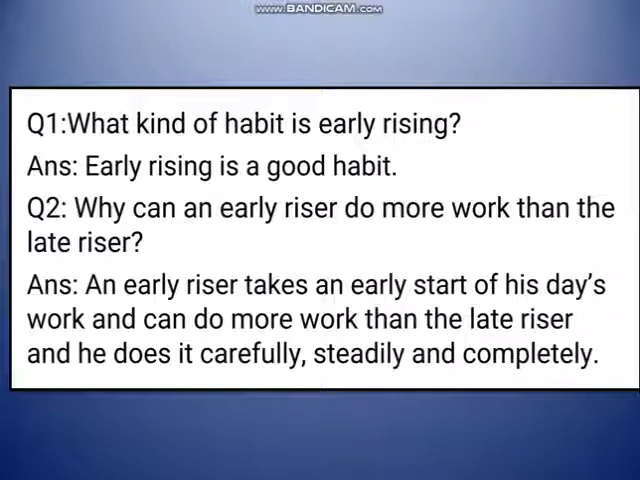 www.BANDICAM.com
Q1:What kind of habit is early rising?
Ans: Early rising is a good habit.
Q2: Why can an early riser do more work than the
late riser?
Ans: An early riser takes an early start of his day’s
work and can do more work than the late riser
and he does it carefully, steadily and completely.